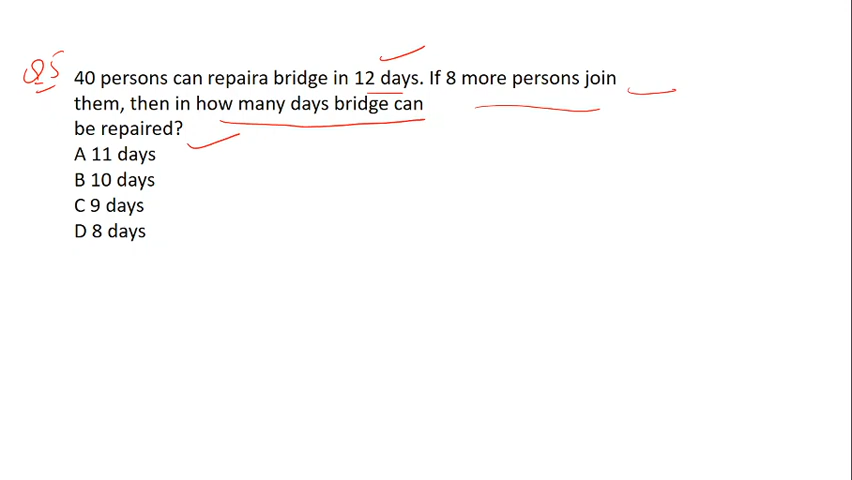 Q5
40 persons can repaira bridge in 12 days. If 8 more persons join
them, then in how many days bridge can
be repaired?
A 11 days
B 10 days
C 9 days
D 8 days